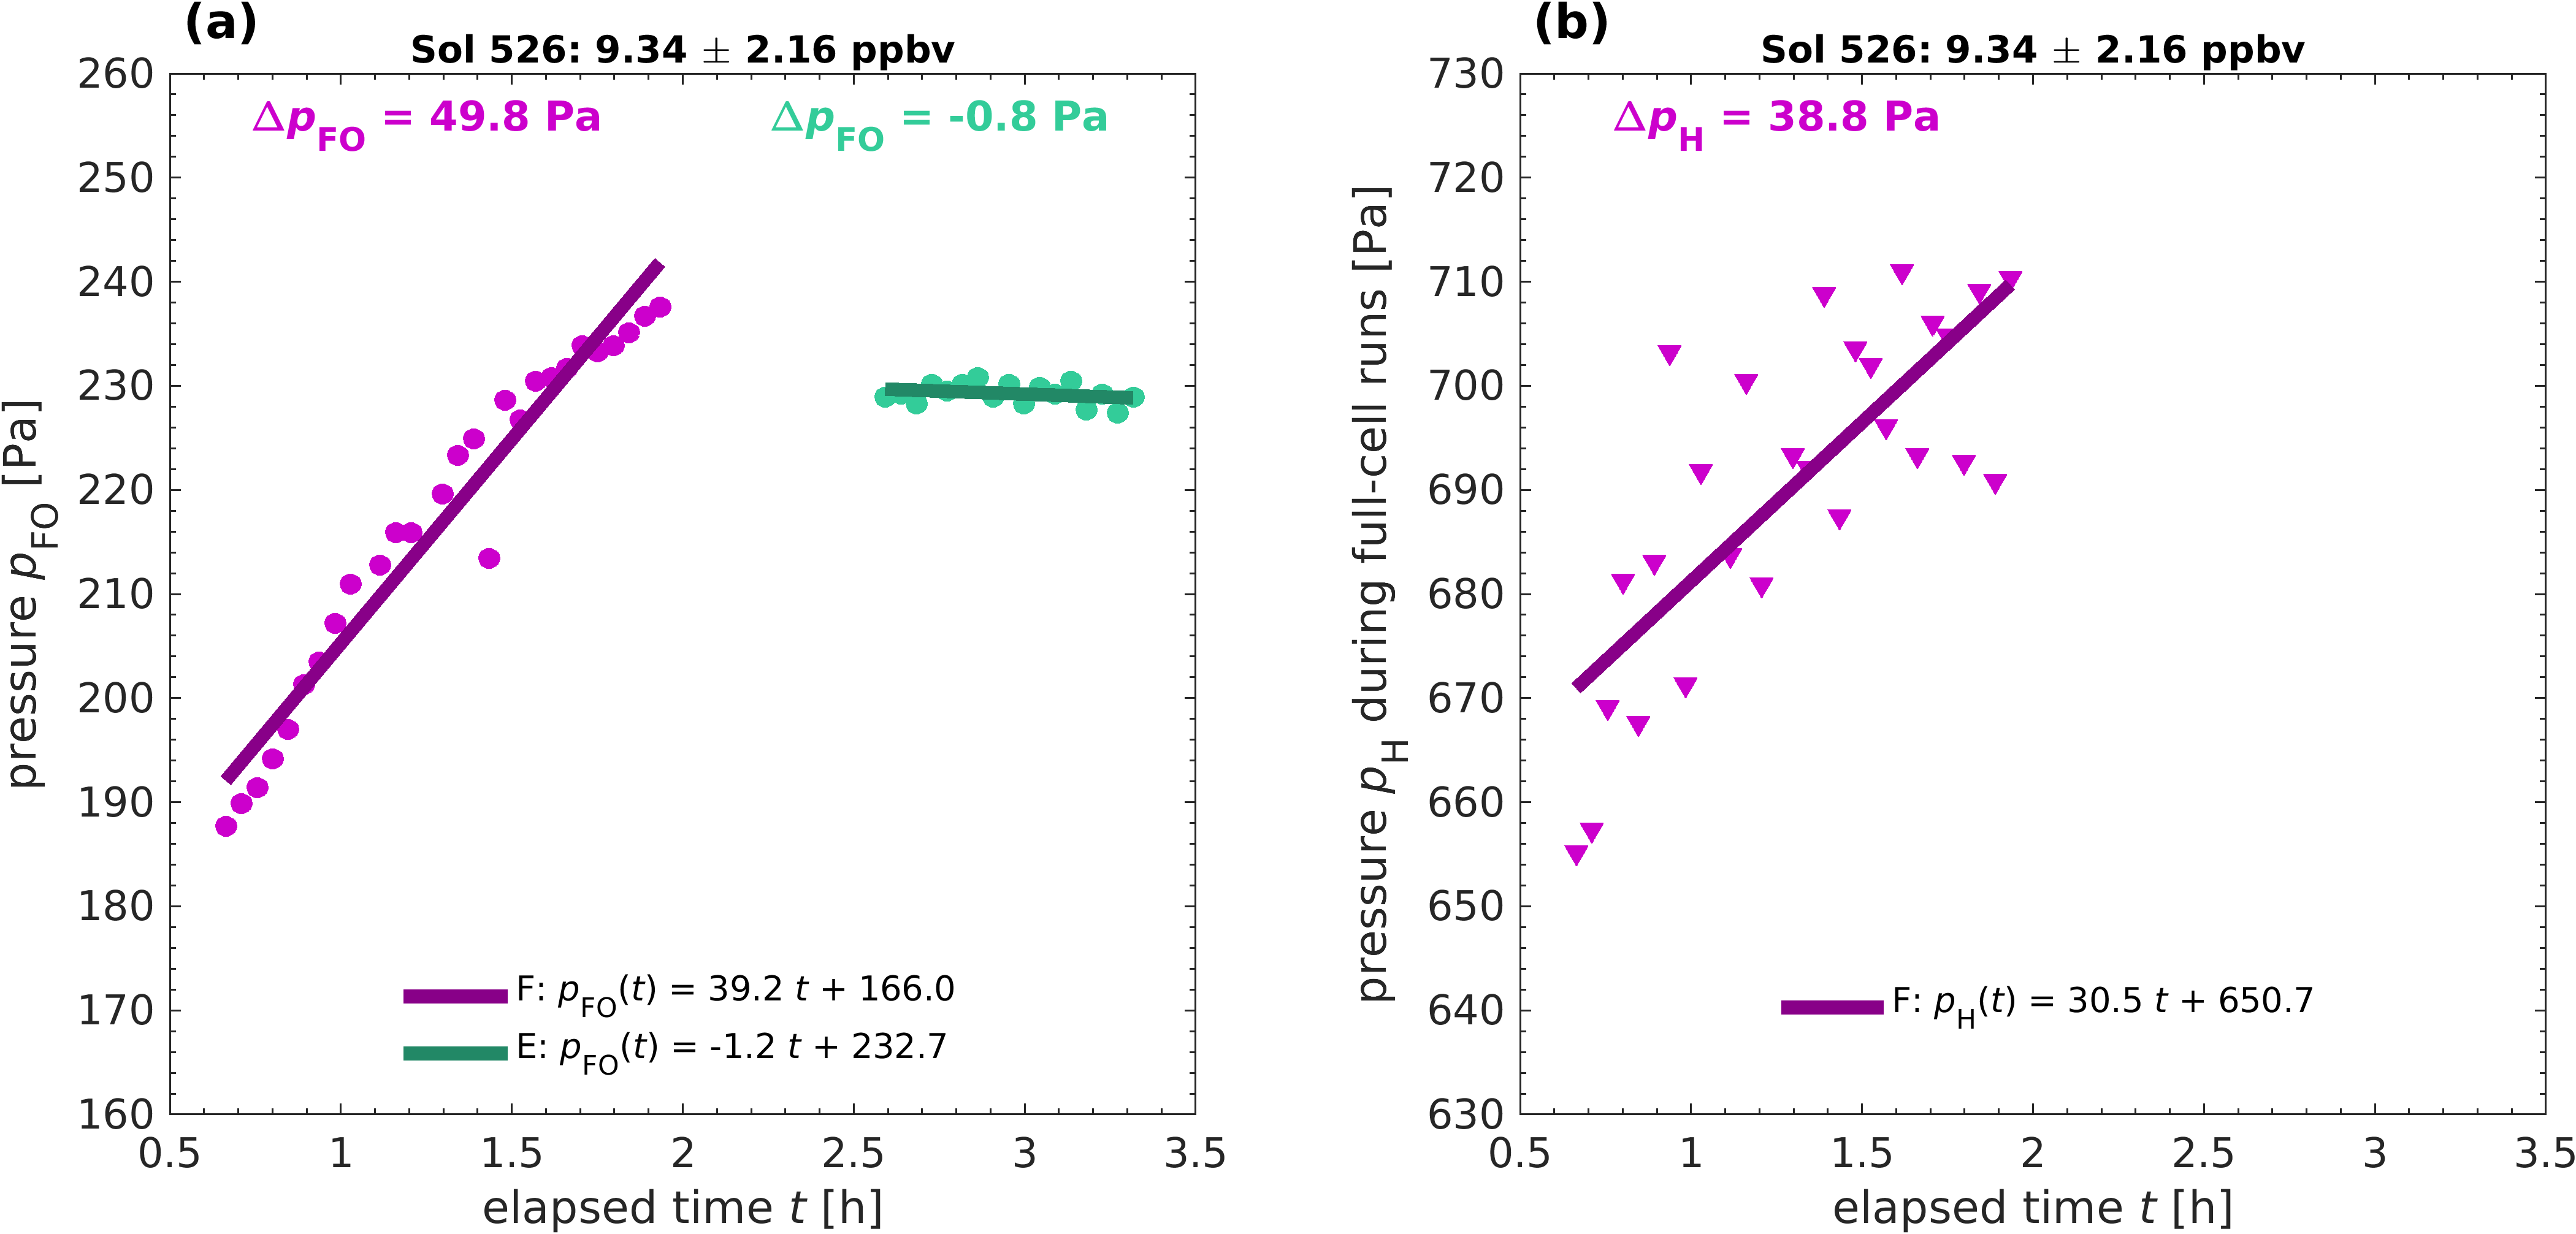 (a)
Sol 526: 9.34 ± 2.16 ppbv
Δp_FO = 49.8 Pa
Δp_FO = -0.8 Pa
260
250
240
230
220
210
200
190
180
170
160
pressure p_FO [Pa]
F: p_FO(t) = 39.2 t + 166.0
E: p_FO(t) = -1.2 t + 232.7
0.5 1 1.5 2 2.5 3 3.5
elapsed time t [h]
(b)
Sol 526: 9.34 ± 2.16 ppbv
Δp_H = 38.8 Pa
730
720
710
700
690
680
670
660
650
640
630
pressure p_H during full-cell runs [Pa]
F: p_H(t) = 30.5 t + 650.7
0.5 1 1.5 2 2.5 3 3.5
elapsed time t [h]